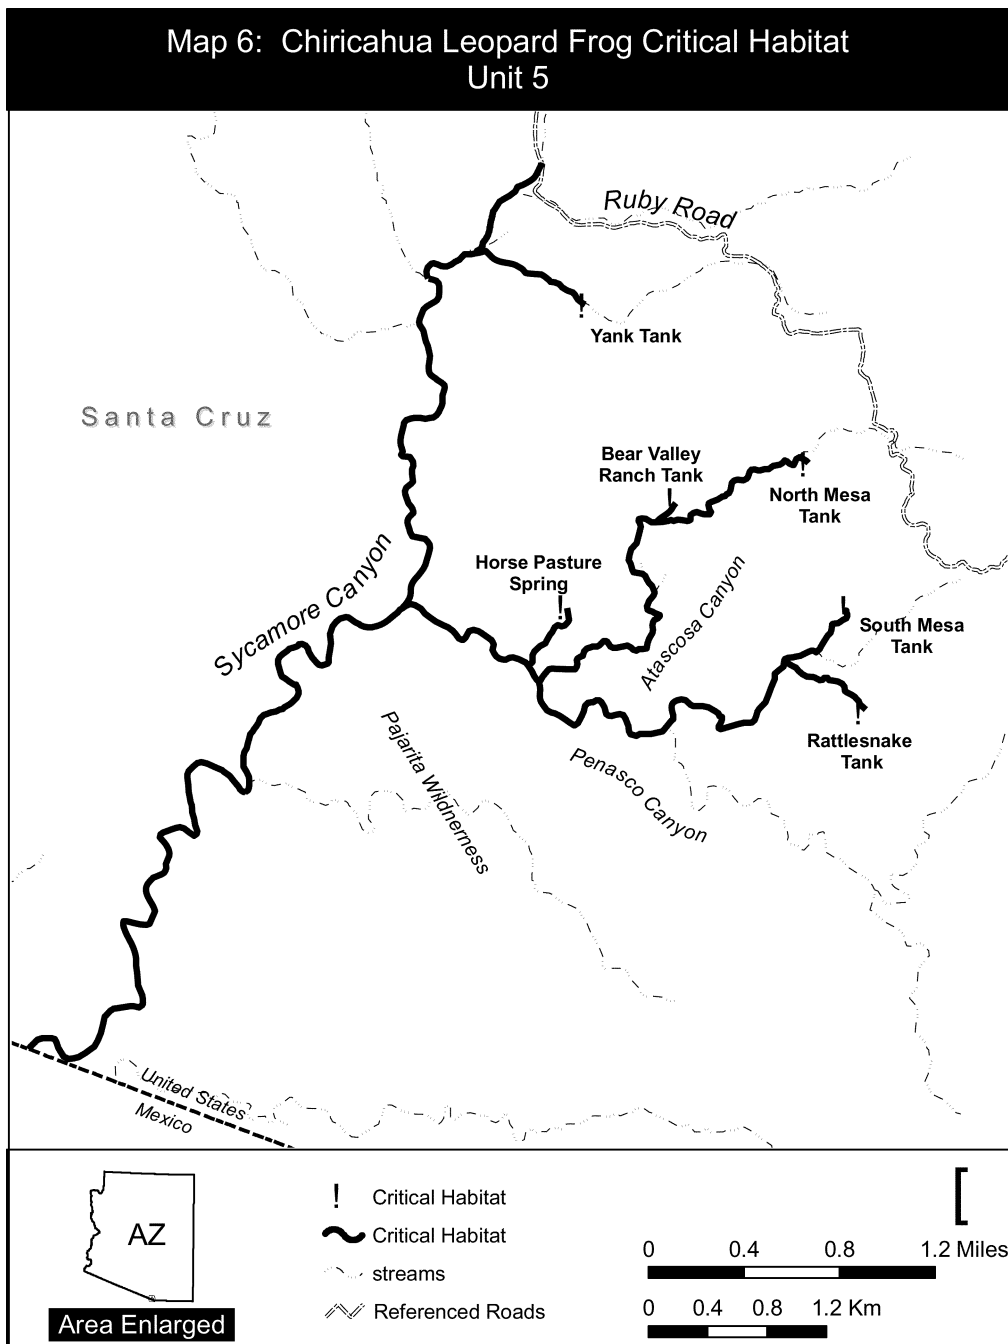 Map 6: Chiricahua Leopard Frog Critical Habitat
Unit 5
Ruby Road
Yank Tank
Santa Cruz
Bear Valley
Ranch Tank
North Mesa
Tank
Horse Pasture
Spring
Sycamore Canyon
Atascosa Canyon
South Mesa
Tank
Rattlesnake
Tank
Pajarita Wildnerness
Penasco Canyon
United States
Mexico
AZ
Area Enlarged
! Critical Habitat
Critical Habitat
streams
Referenced Roads
[
0 0.4 0.8 1.2 Miles
0 0.4 0.8 1.2 Km